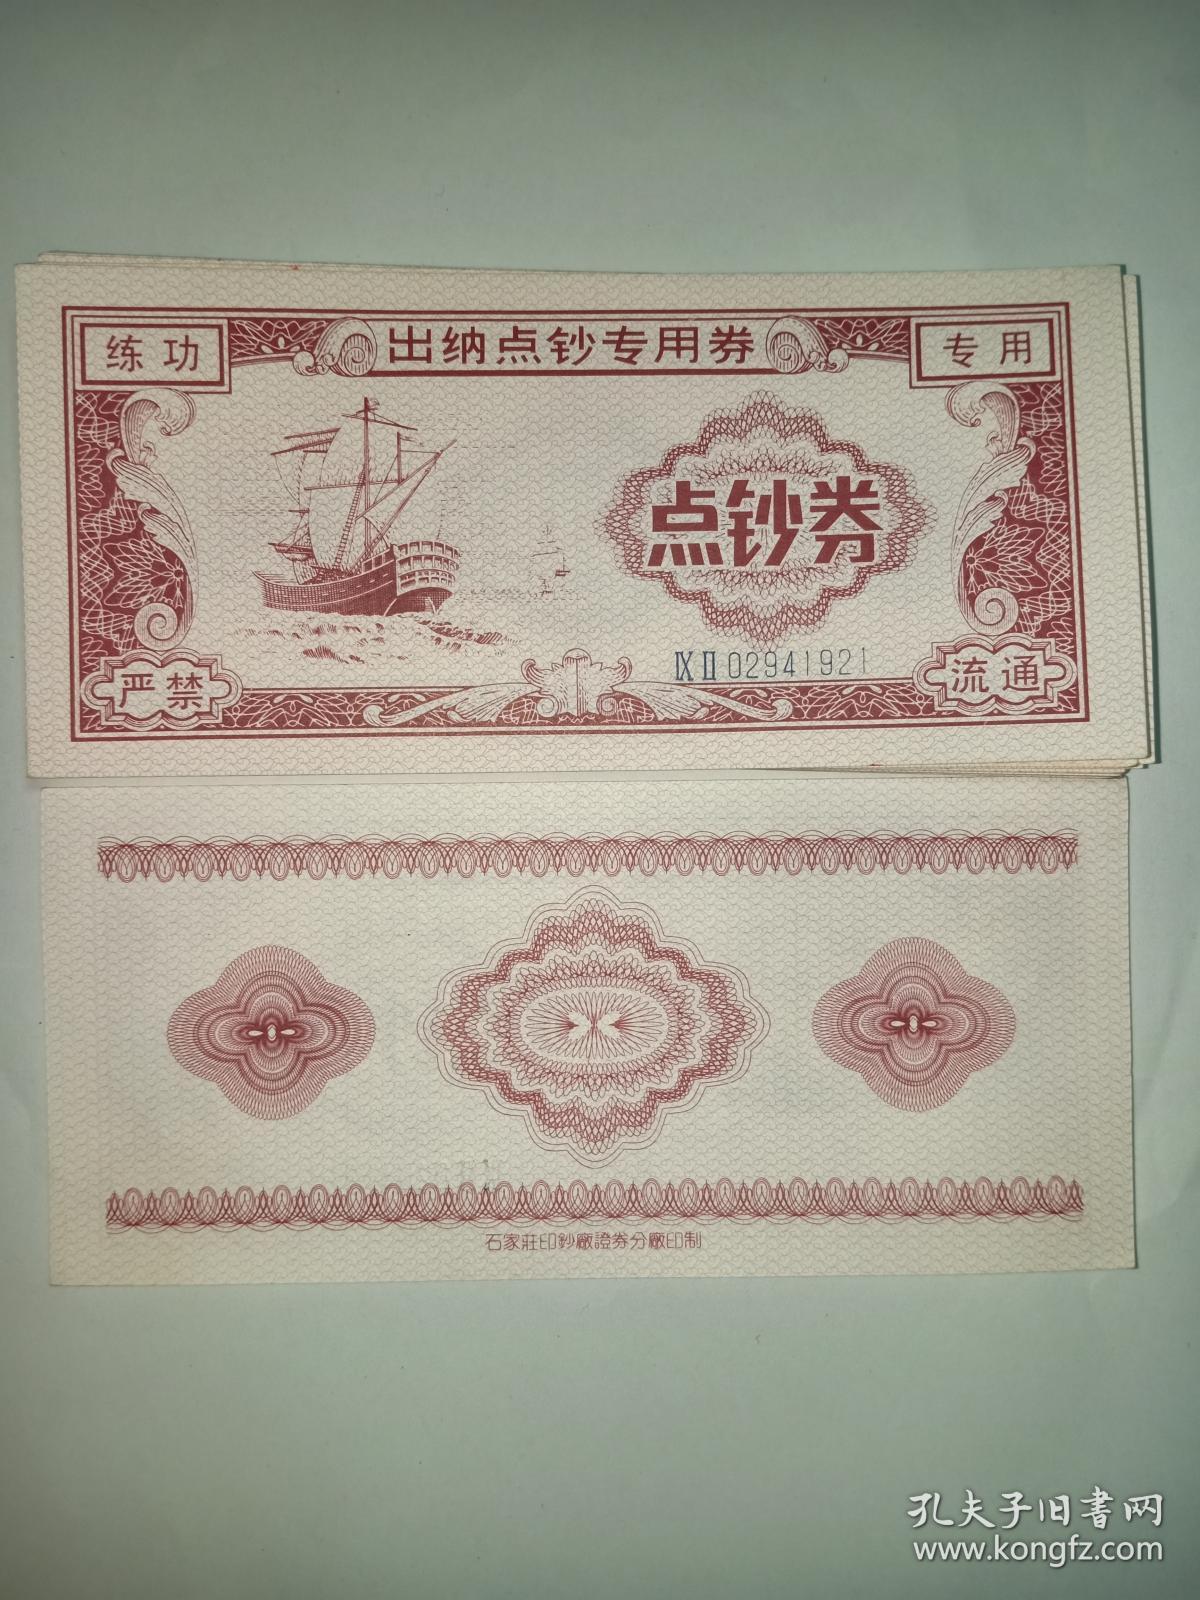 练功
出纳点钞专用券
专用
点钞券
ⅨⅡ02941921
严禁
流通
石家莊印鈔廠證券分廠印制
孔夫子旧书网
www.kongfz.com